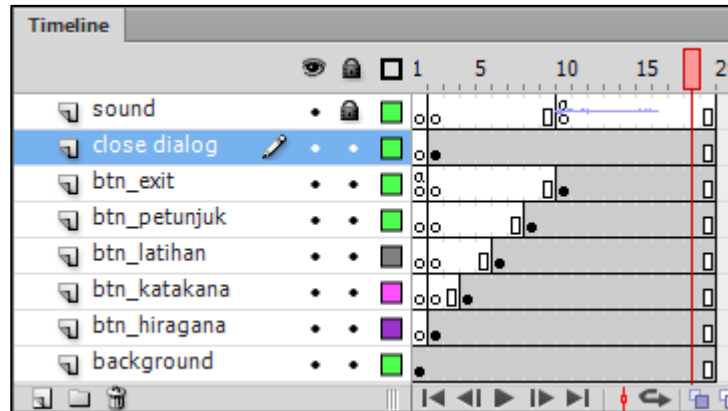 Timeline
1 5 10 15 2
sound
close dialog
btn_exit
btn_petunjuk
btn_latihan
btn_katakana
btn_hiragana
background